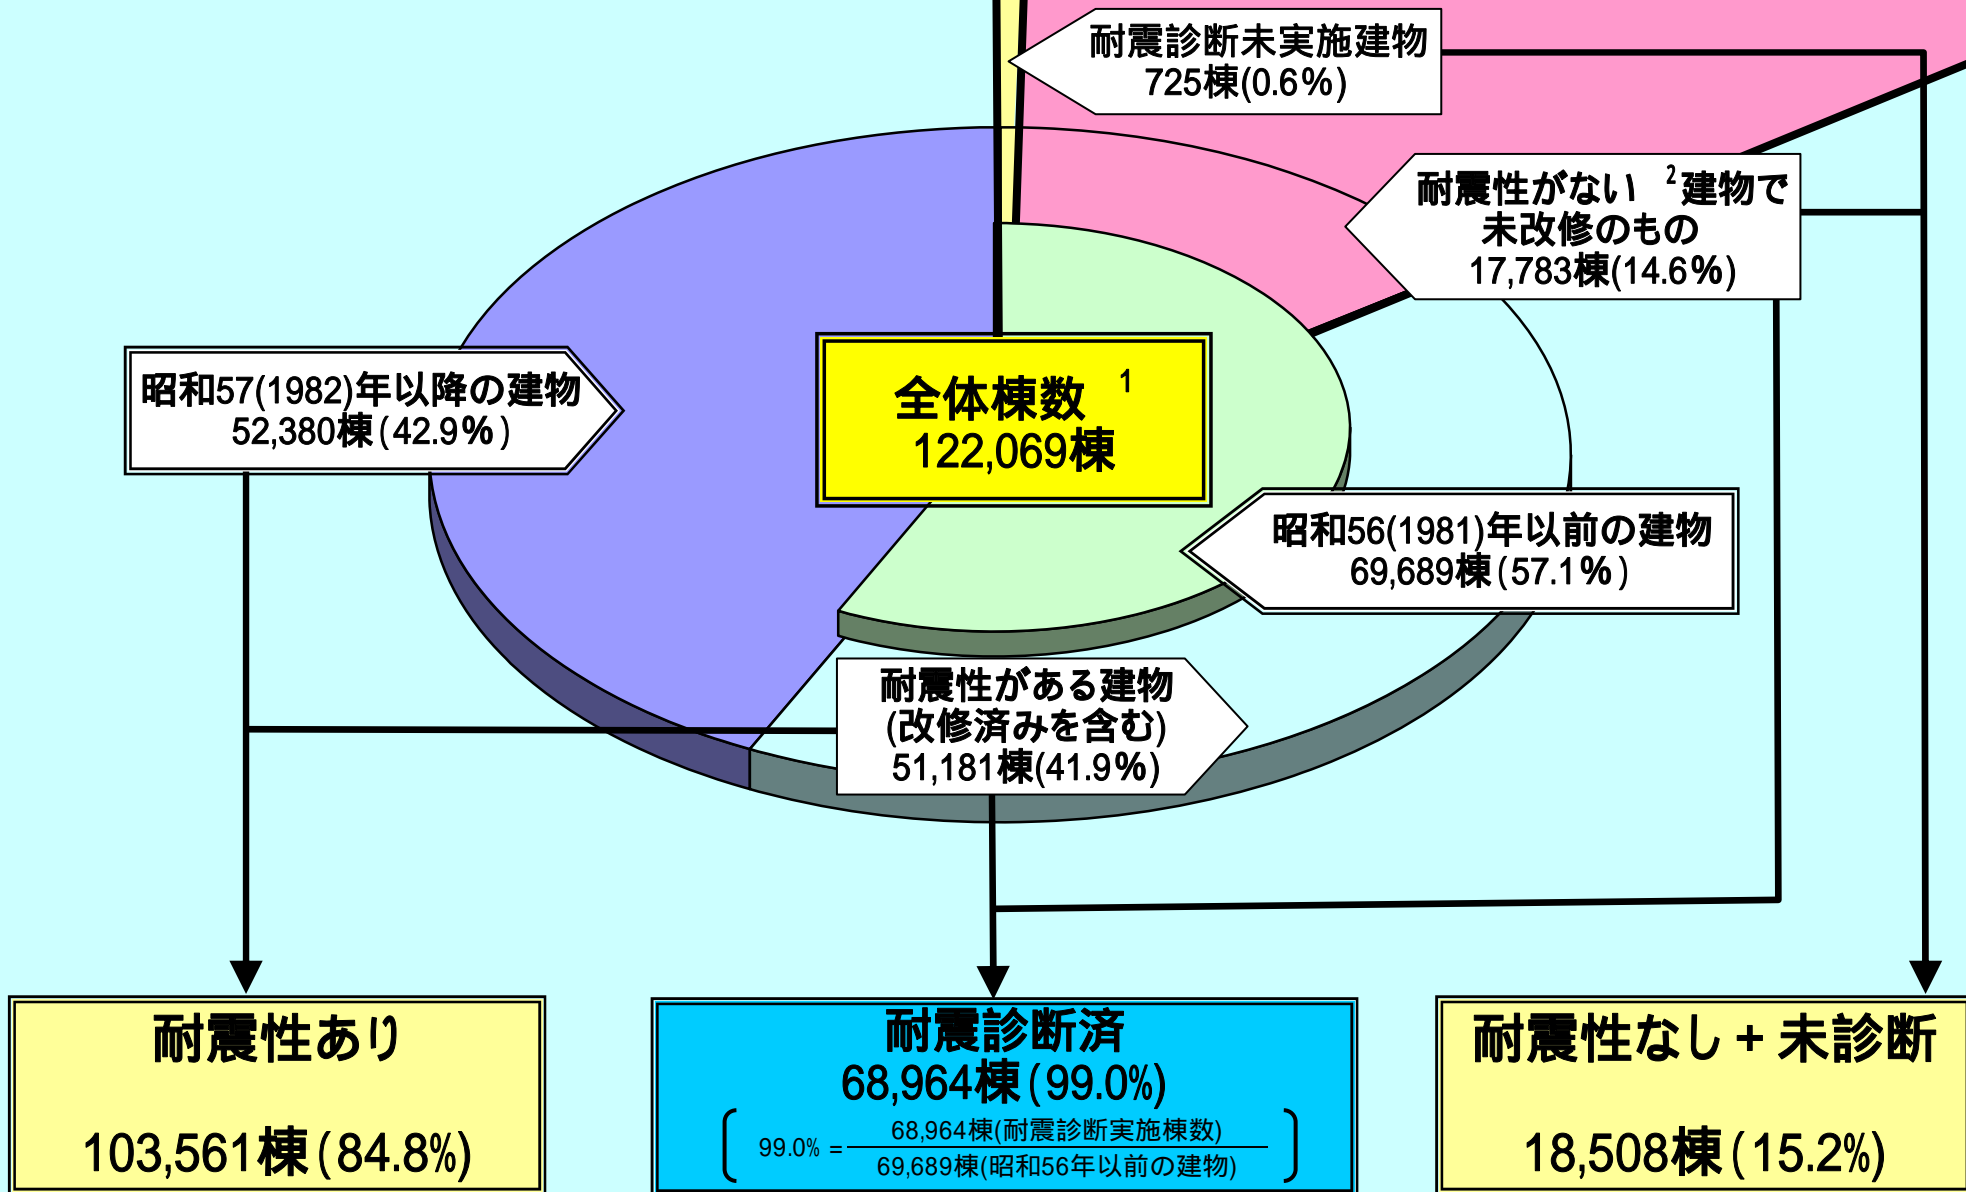 耐震診断未実施建物
725棟(0.6%)
耐震性がない 2建物で
未改修のもの
17,783棟(14.6%)
昭和57(1982)年以降の建物
52,380棟(42.9%)
全体棟数 1
122,069棟
昭和56(1981)年以前の建物
69,689棟(57.1%)
耐震性がある建物
(改修済みを含む)
51,181棟(41.9%)
耐震性あり
103,561棟(84.8%)
耐震診断済
68,964棟(99.0%)
99.0% =
68,964棟(耐震診断実施棟数)
69,689棟(昭和56年以前の建物)
耐震性なし + 未診断
18,508棟(15.2%)